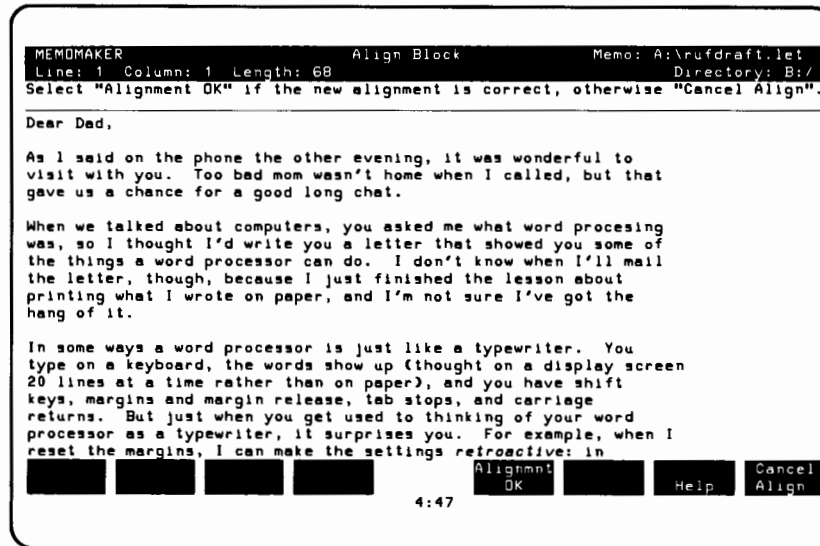 MEMOMAKER Align Block Memo: A:\rufdraft.let
Line: 1 Column: 1 Length: 68 Directory: B:/
Select "Alignment OK" if the new alignment is correct, otherwise "Cancel Align".
Dear Dad,
As I said on the phone the other evening, it was wonderful to
visit with you. Too bad mom wasn't home when I called, but that
gave us a chance for a good long chat.
When we talked about computers, you asked me what word procesing
was, so I thought I'd write you a letter that showed you some of
the things a word processor can do. I don't know when I'll mail
the letter, though, because I just finished the lesson about
printing what I wrote on paper, and I'm not sure I've got the
hang of it.
In some ways a word processor is just like a typewriter. You
type on a keyboard, the words show up (thought on a display screen
20 lines at a time rather than on paper), and you have shift
keys, margins and margin release, tab stops, and carriage
returns. But just when you get used to thinking of your word
processor as a typewriter, it surprises you. For example, when I
reset the margins, I can make the settings retroactive: in
Alignmnt Cancel
OK Help Align
4:47